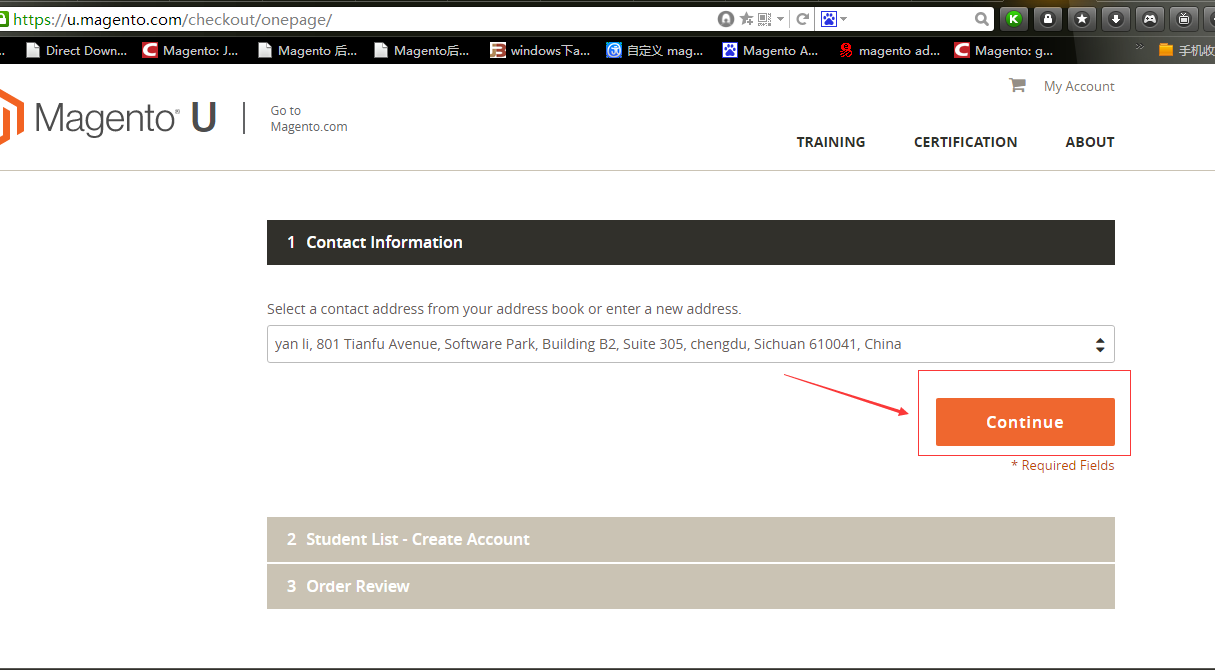 https://u.magento.com/checkout/onepage/
Direct Down...
Magento: J...
Magento 后...
Magento后...
windows下a...
自定义 mag...
Magento A...
magento ad...
Magento: g...
手机收
Magento® U
Go to
Magento.com
My Account
TRAINING
CERTIFICATION
ABOUT
1 Contact Information
Select a contact address from your address book or enter a new address.
yan li, 801 Tianfu Avenue, Software Park, Building B2, Suite 305, chengdu, Sichuan 610041, China
Continue
* Required Fields
2 Student List - Create Account
3 Order Review